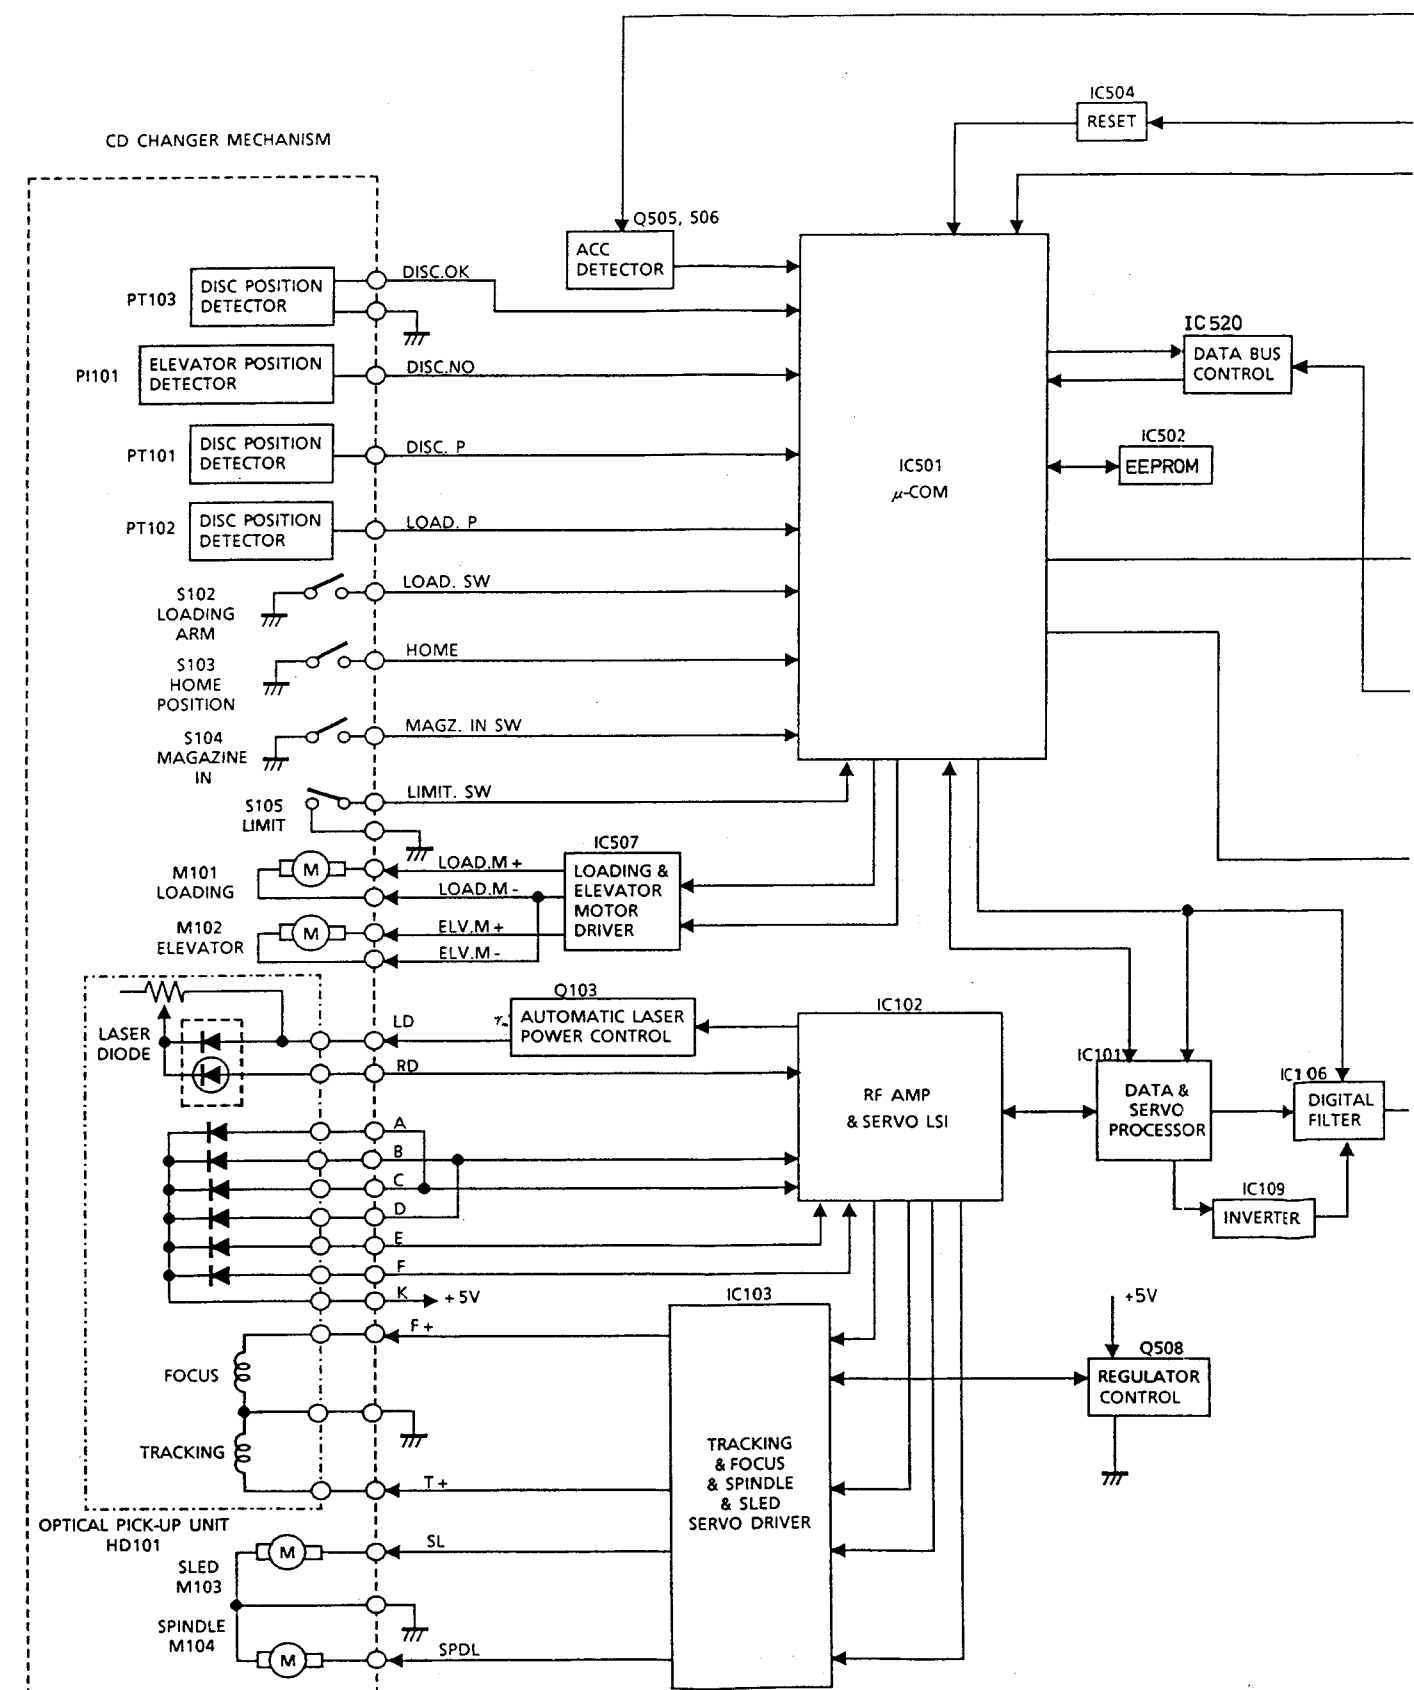 IC504
RESET
CD CHANGER MECHANISM
Q505, 506
ACC
DETECTOR
PT103
DISC POSITION
DETECTOR
DISC.OK
IC520
DATA BUS
CONTROL
PI101
ELEVATOR POSITION
DETECTOR
DISC.NO
PT101
DISC POSITION
DETECTOR
DISC. P
IC501
μ-COM
IC502
EEPROM
PT102
DISC POSITION
DETECTOR
LOAD. P
S102
LOADING
ARM
LOAD. SW
S103
HOME
POSITION
HOME
S104
MAGAZINE
IN
MAGZ. IN SW
S105
LIMIT
LIMIT. SW
IC507
LOADING &
ELEVATOR
MOTOR
DRIVER
M101
LOADING
M
LOAD.M+
LOAD.M-
M102
ELEVATOR
M
ELV.M+
ELV.M-
LASER
DIODE
LD
RD
Q103
AUTOMATIC LASER
POWER CONTROL
IC102
RF AMP
& SERVO LSI
IC101
DATA &
SERVO
PROCESSOR
IC106
DIGITAL
FILTER
IC109
INVERTER
A
B
C
D
E
F
K
+5V
IC103
TRACKING
& FOCUS
& SPINDLE
& SLED
SERVO DRIVER
+5V
Q508
REGULATOR
CONTROL
F+
FOCUS
TRACKING
T+
OPTICAL PICK-UP UNIT
HD101
SLED
M103
M
SL
SPINDLE
M104
M
SPDL